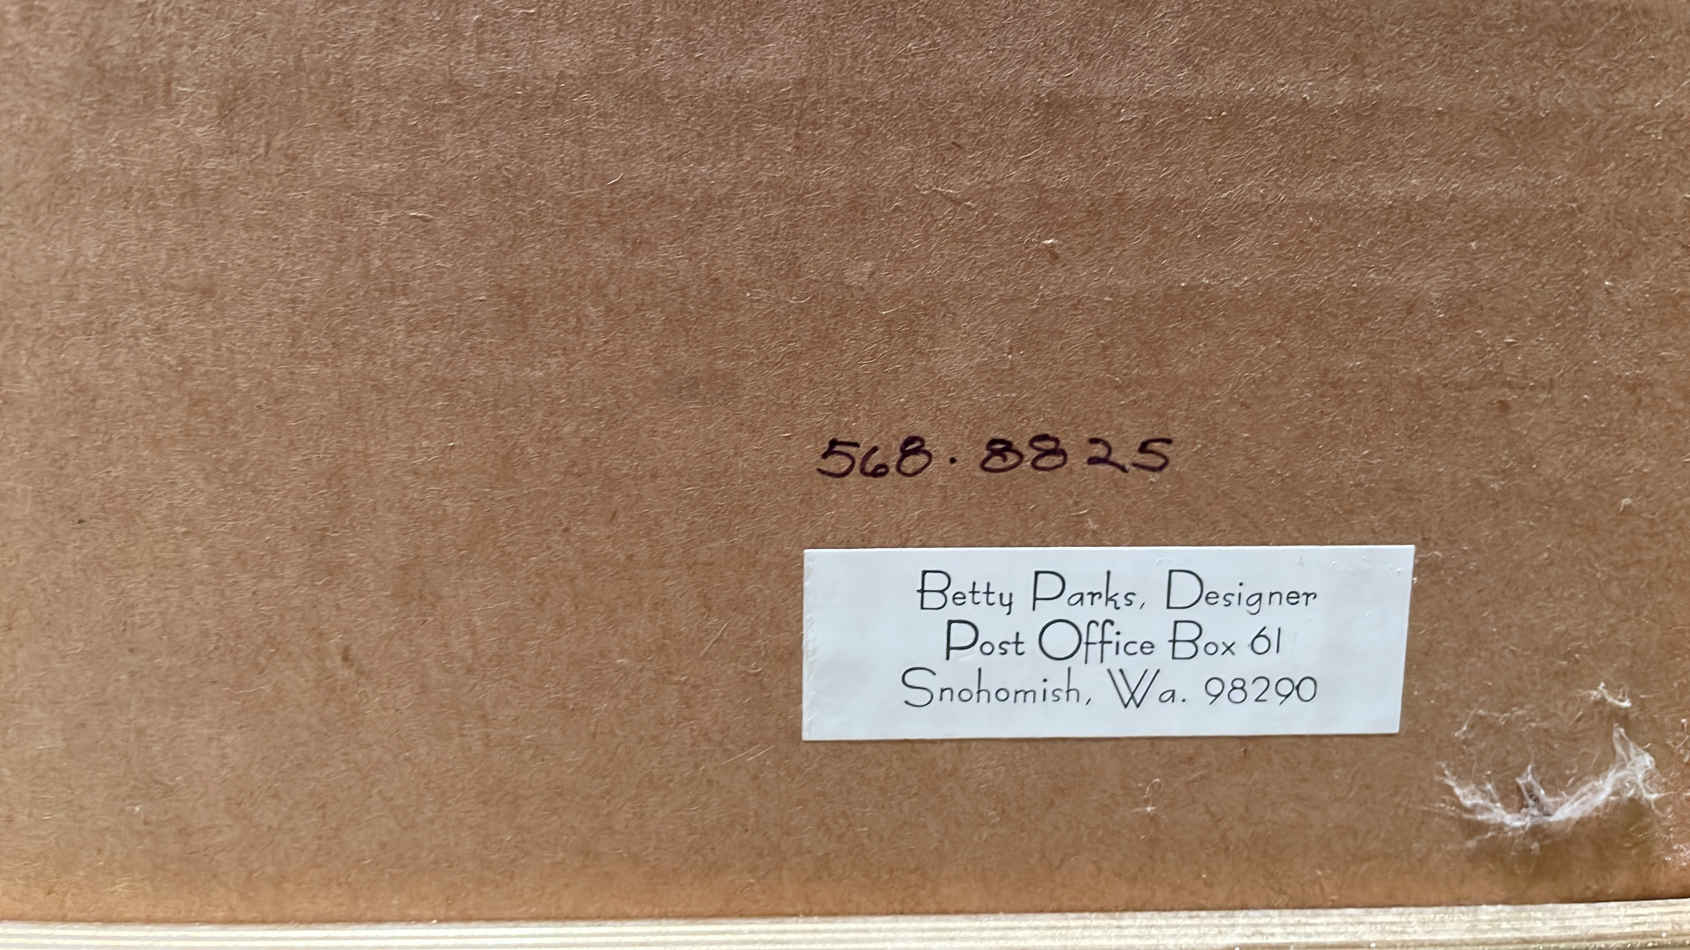 568.8825
Betty Parks, Designer
Post Office Box 61
Snohomish, Wa. 98290